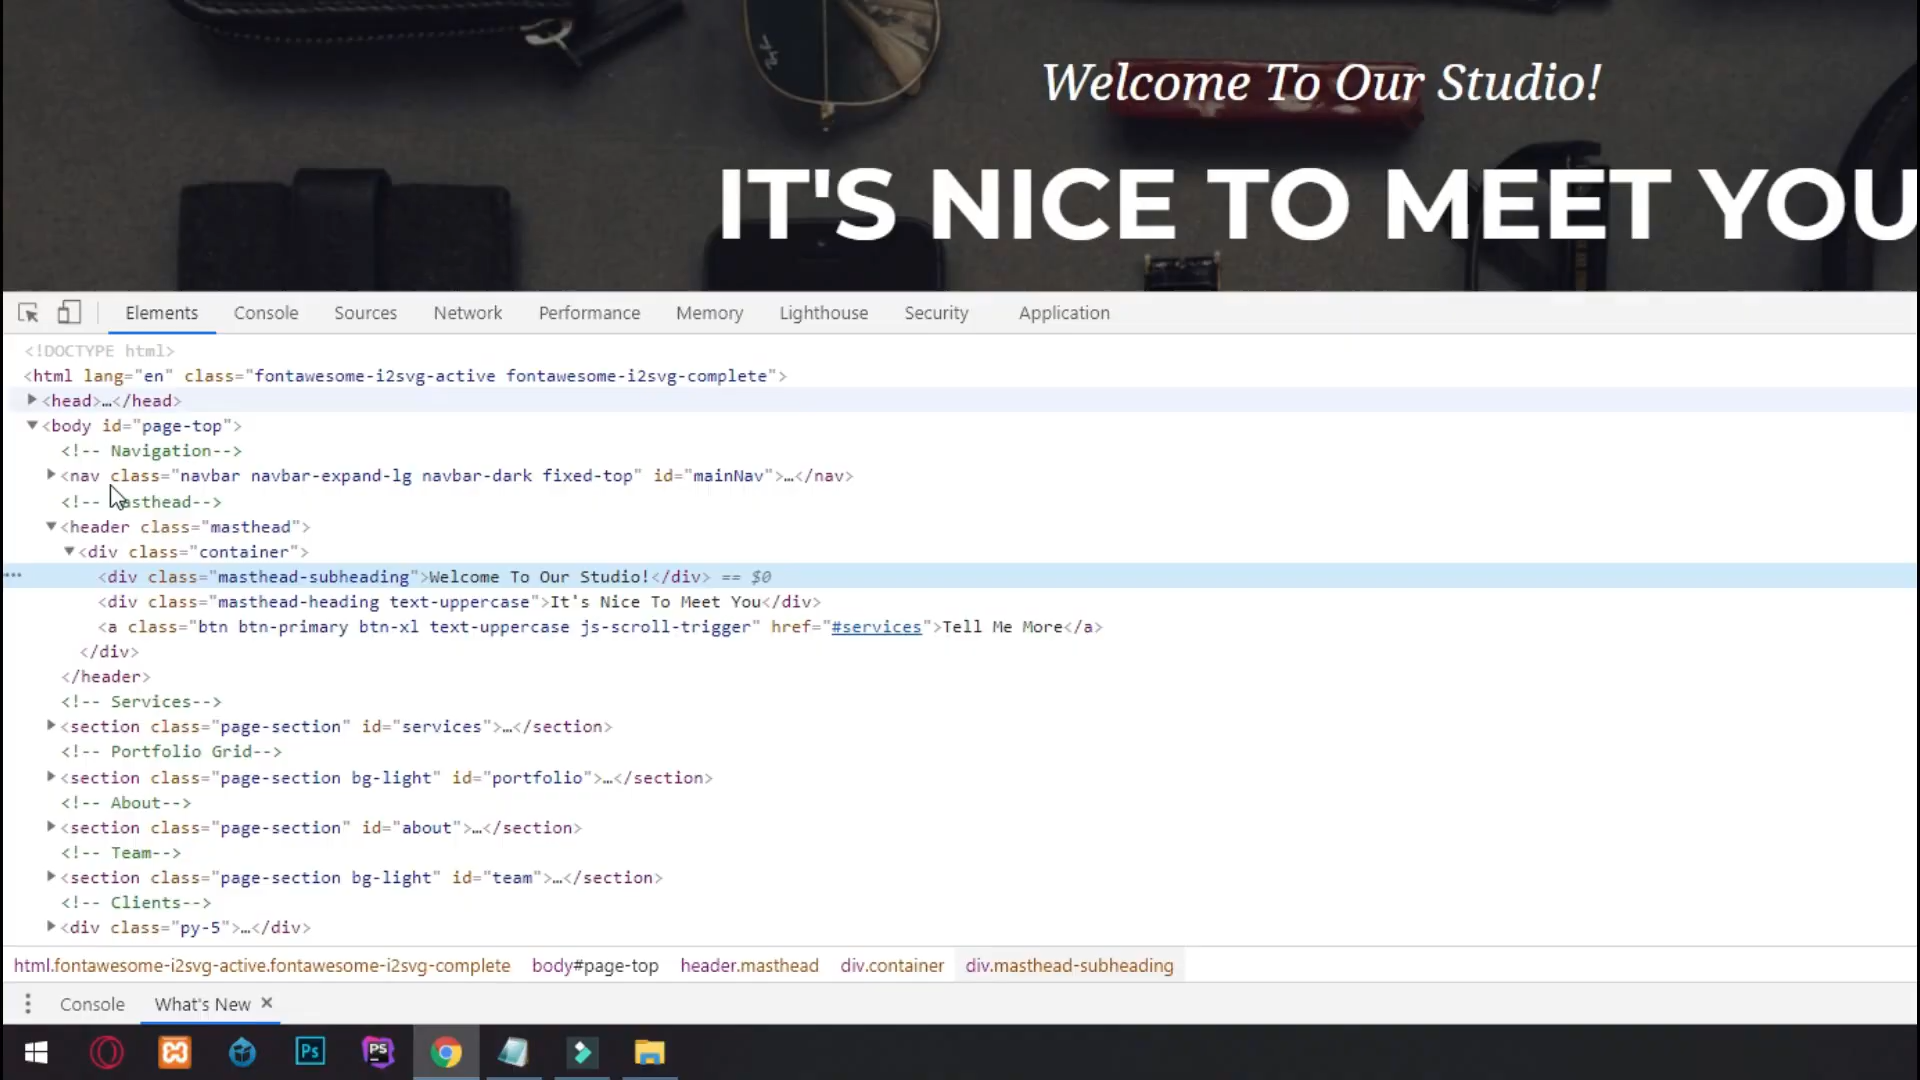 Welcome To Our Studio!
IT'S NICE TO MEET YOU
Elements Console Sources Network Performance Memory Lighthouse Security Application
<!DOCTYPE html>
<html lang="en" class="fontawesome-i2svg-active fontawesome-i2svg-complete">
<head>…</head>
<body id="page-top">
<!-- Navigation-->
<nav class="navbar navbar-expand-lg navbar-dark fixed-top" id="mainNav">…</nav>
<!-- Masthead-->
<header class="masthead">
<div class="container">
<div class="masthead-subheading">Welcome To Our Studio!</div> == $0
<div class="masthead-heading text-uppercase">It's Nice To Meet You</div>
<a class="btn btn-primary btn-xl text-uppercase js-scroll-trigger" href="#services">Tell Me More</a>
</div>
</header>
<!-- Services-->
<section class="page-section" id="services">…</section>
<!-- Portfolio Grid-->
<section class="page-section bg-light" id="portfolio">…</section>
<!-- About-->
<section class="page-section" id="about">…</section>
<!-- Team-->
<section class="page-section bg-light" id="team">…</section>
<!-- Clients-->
<div class="py-5">…</div>
html.fontawesome-i2svg-active.fontawesome-i2svg-complete body#page-top header.masthead div.container div.masthead-subheading
Console What's New ×
Ps PS